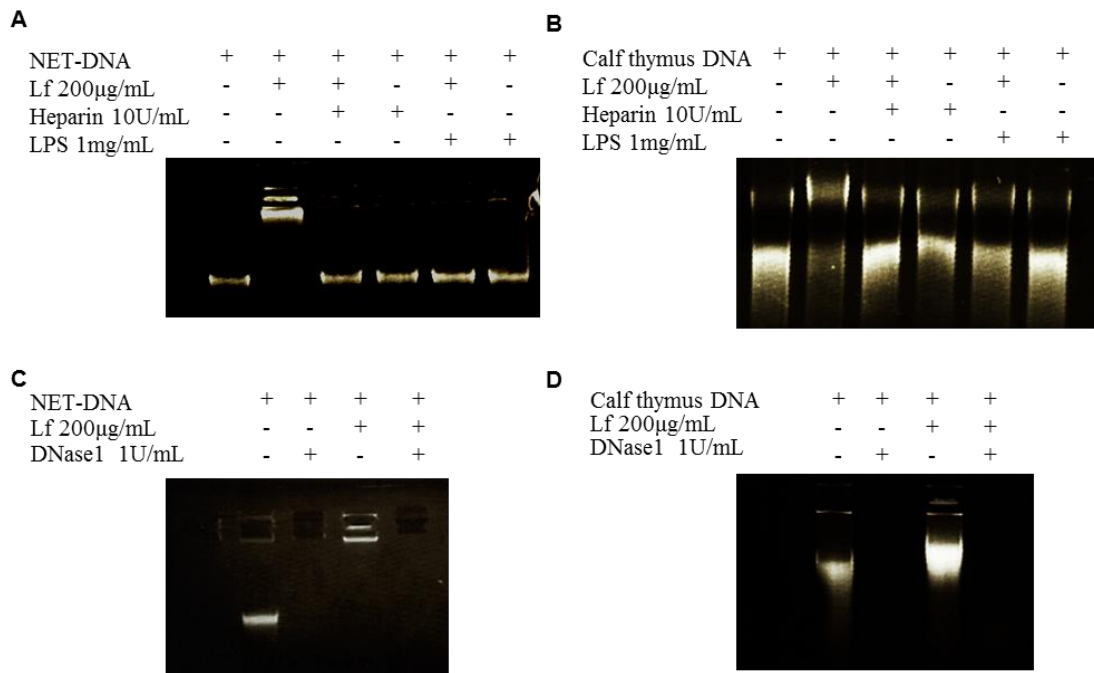 A
NET-DNA + + + + + +
Lf 200µg/mL - + + - + -
Heparin 10U/mL - - + + - -
LPS 1mg/mL - - - - + +
B
Calf thymus DNA + + + + + +
Lf 200µg/mL - + + - + -
Heparin 10U/mL - - + + - -
LPS 1mg/mL - - - - + +
C
NET-DNA + + + +
Lf 200µg/mL - - + +
DNase1 1U/mL - + - +
D
Calf thymus DNA + + + +
Lf 200µg/mL - - + +
DNase1 1U/mL - + - +